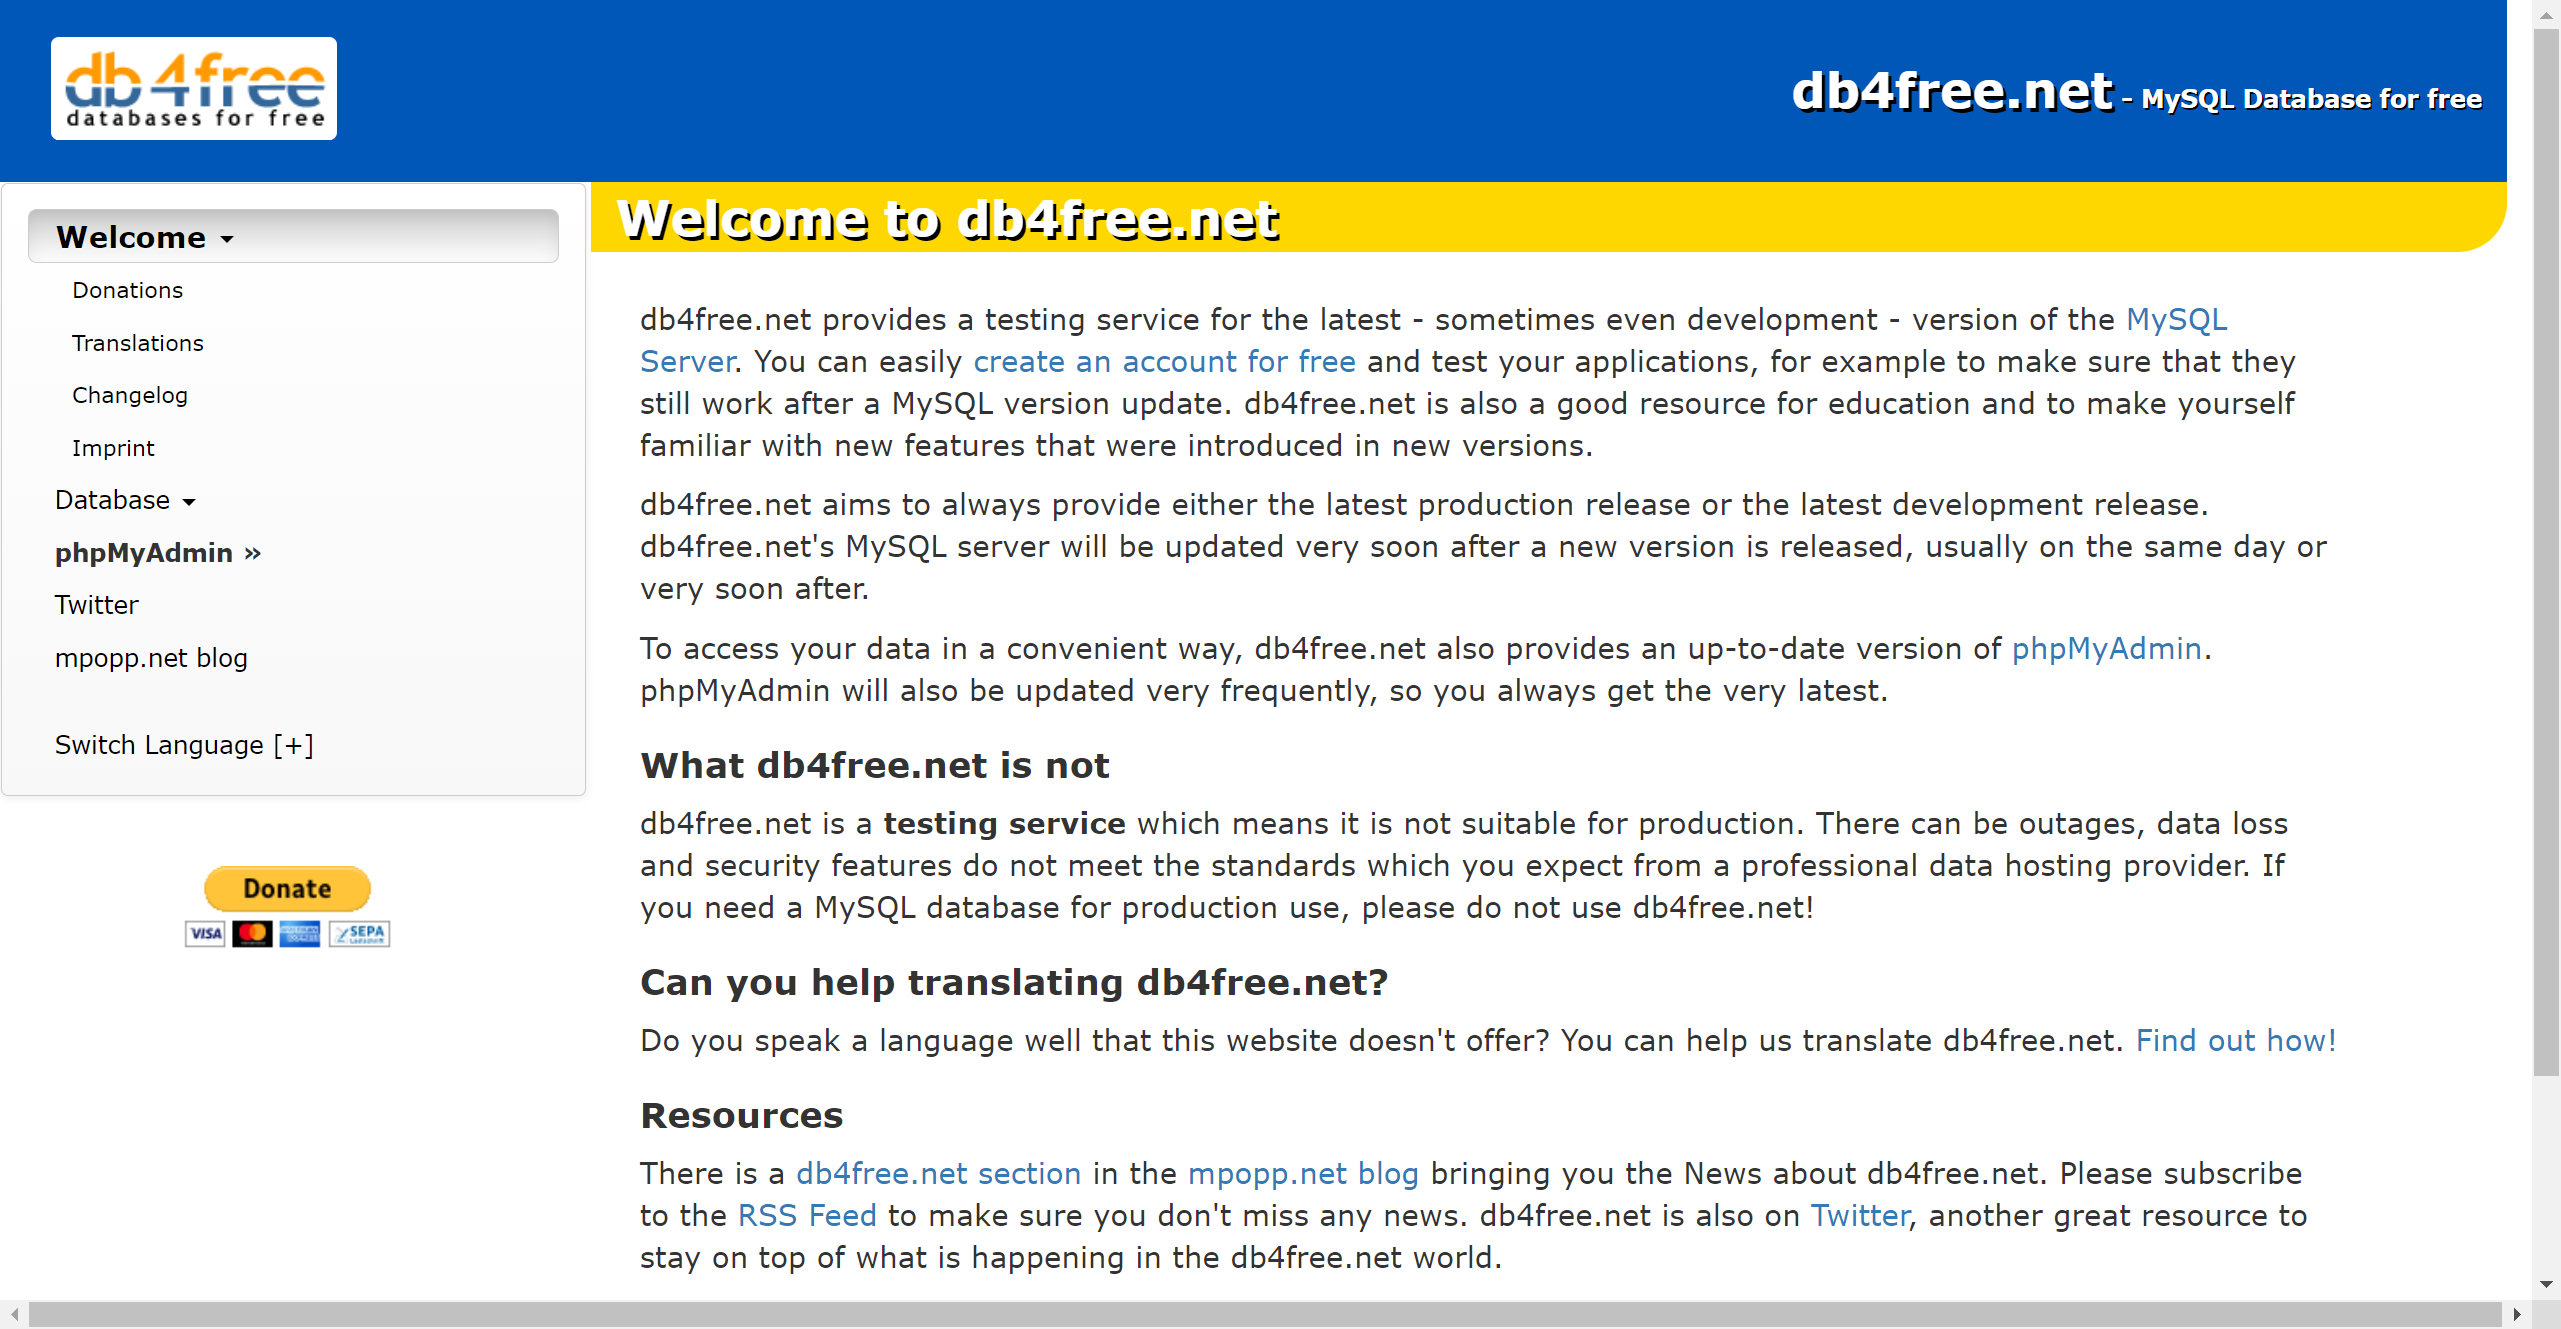 db4free
databases for free
db4free.net - MySQL Database for free
Welcome
Donations
Translations
Changelog
Imprint
Database
phpMyAdmin »
Twitter
mpopp.net blog
Switch Language [+]
Donate
VISA
AMERICAN EXPRESS
SEPA
Lastschrift
Welcome to db4free.net
db4free.net provides a testing service for the latest - sometimes even development - version of the MySQL
Server. You can easily create an account for free and test your applications, for example to make sure that they
still work after a MySQL version update. db4free.net is also a good resource for education and to make yourself
familiar with new features that were introduced in new versions.
db4free.net aims to always provide either the latest production release or the latest development release.
db4free.net's MySQL server will be updated very soon after a new version is released, usually on the same day or
very soon after.
To access your data in a convenient way, db4free.net also provides an up-to-date version of phpMyAdmin.
phpMyAdmin will also be updated very frequently, so you always get the very latest.
What db4free.net is not
db4free.net is a testing service which means it is not suitable for production. There can be outages, data loss
and security features do not meet the standards which you expect from a professional data hosting provider. If
you need a MySQL database for production use, please do not use db4free.net!
Can you help translating db4free.net?
Do you speak a language well that this website doesn't offer? You can help us translate db4free.net. Find out how!
Resources
There is a db4free.net section in the mpopp.net blog bringing you the News about db4free.net. Please subscribe
to the RSS Feed to make sure you don't miss any news. db4free.net is also on Twitter, another great resource to
stay on top of what is happening in the db4free.net world.